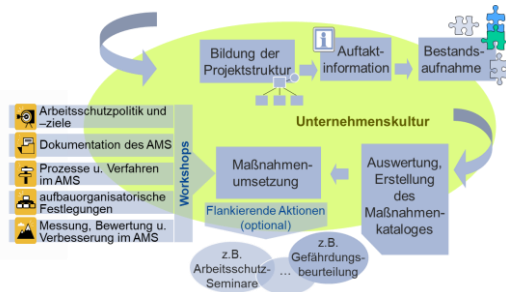 Bildung der
Projektstruktur
Auftakt-
information
Bestands-
aufnahme
Unternehmenskultur
Arbeitsschutzpolitik und
–ziele
Dokumentation des AMS
Prozesse u. Verfahren
im AMS
aufbauorganisatorische
Festlegungen
Messung, Bewertung u.
Verbesserung im AMS
Workshops
Maßnahmen-
umsetzung
Auswertung,
Erstellung
des
Maßnahmen-
kataloges
Flankierende Aktionen
(optional)
z.B.
Arbeitsschutz-
Seminare
...
z.B.
Gefährdungs-
beurteilung